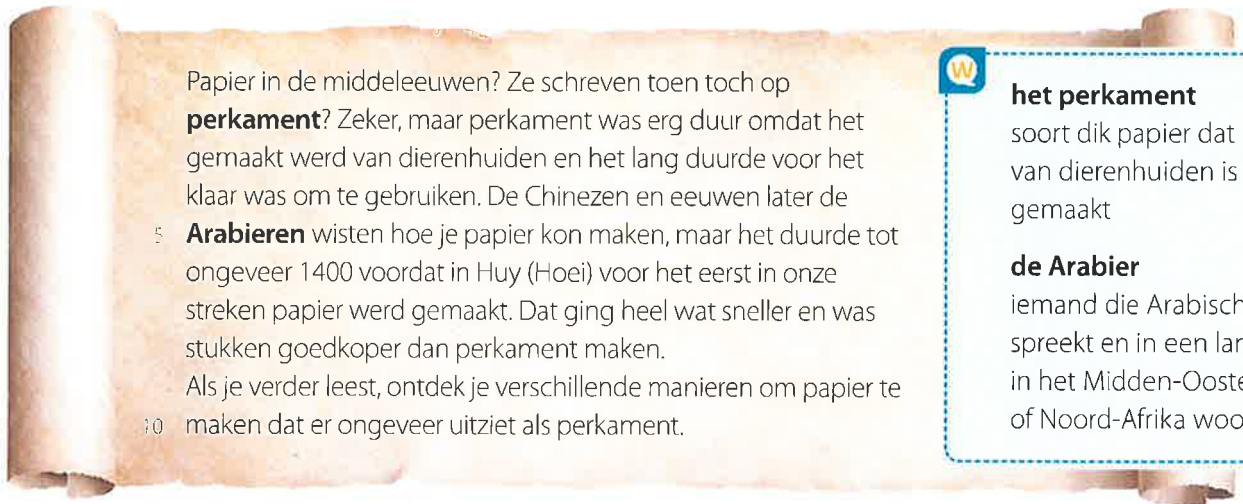 Papier in de middeleeuwen? Ze schreven toen toch op
perkament? Zeker, maar perkament was erg duur omdat het
gemaakt werd van dierenhuiden en het lang duurde voor het
klaar was om te gebruiken. De Chinezen en eeuwen later de
5 Arabieren wisten hoe je papier kon maken, maar het duurde tot
ongeveer 1400 voordat in Huy (Hoei) voor het eerst in onze
streken papier werd gemaakt. Dat ging heel wat sneller en was
stukken goedkoper dan perkament maken.
Als je verder leest, ontdek je verschillende manieren om papier te
10 maken dat er ongeveer uitziet als perkament.
W
het perkament
soort dik papier dat
van dierenhuiden is
gemaakt
de Arabier
iemand die Arabisch
spreekt en in een
in het
of Noord-Afrika